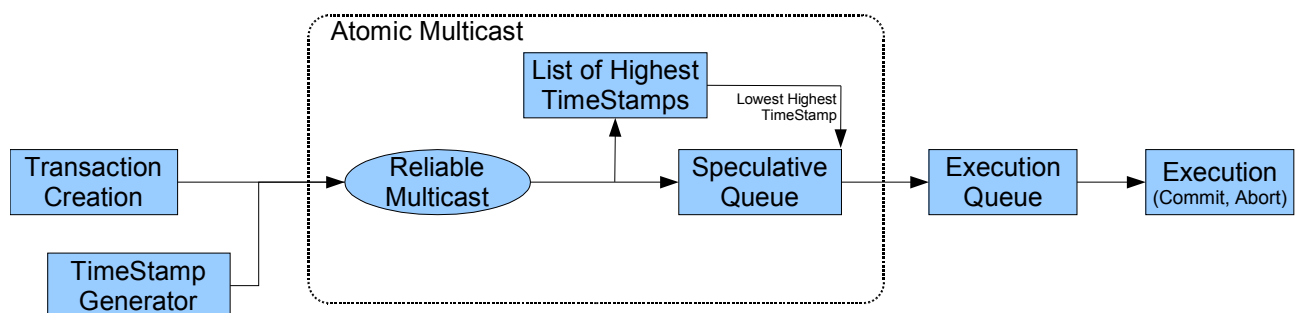 Atomic Multicast
List of Highest
TimeStamps
Lowest Highest
TimeStamp
Transaction
Creation
Reliable
Multicast
Speculative
Queue
Execution
Queue
Execution
(Commit, Abort)
TimeStamp
Generator